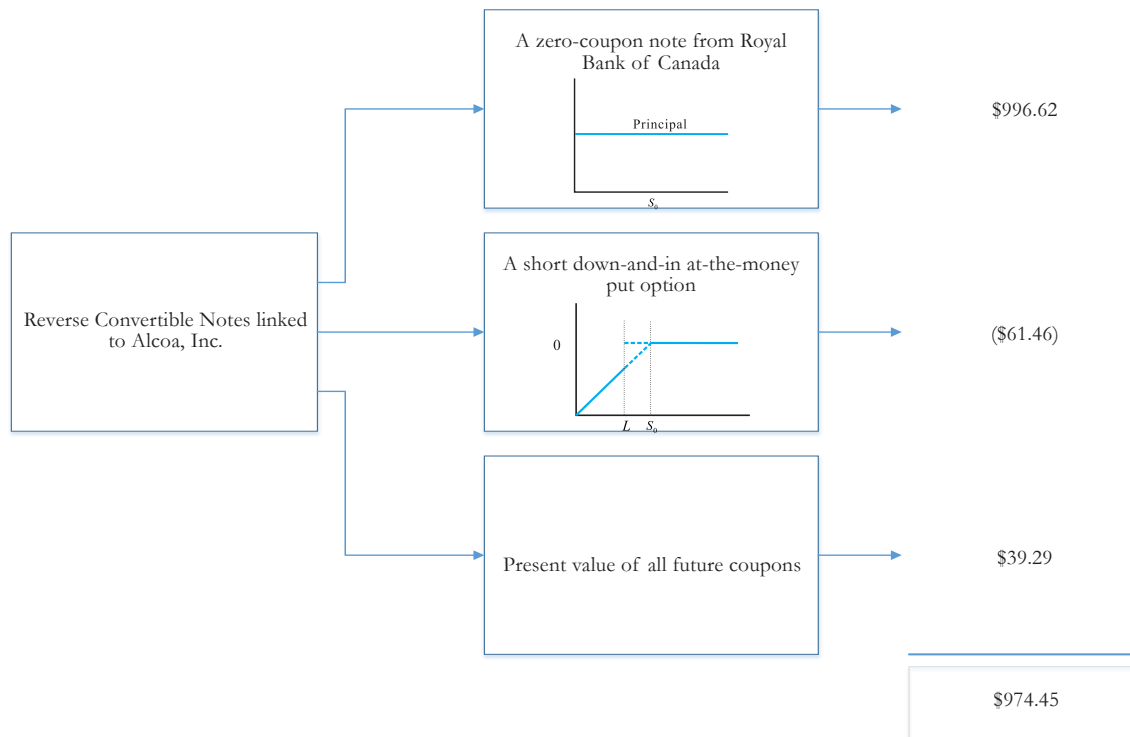 A zero-coupon note from Royal
Bank of Canada
Principal
S₀
$996.62
Reverse Convertible Notes linked
to Alcoa, Inc.
A short down-and-in at-the-money
put option
0
L S₀
($61.46)
Present value of all future coupons
$39.29
$974.45